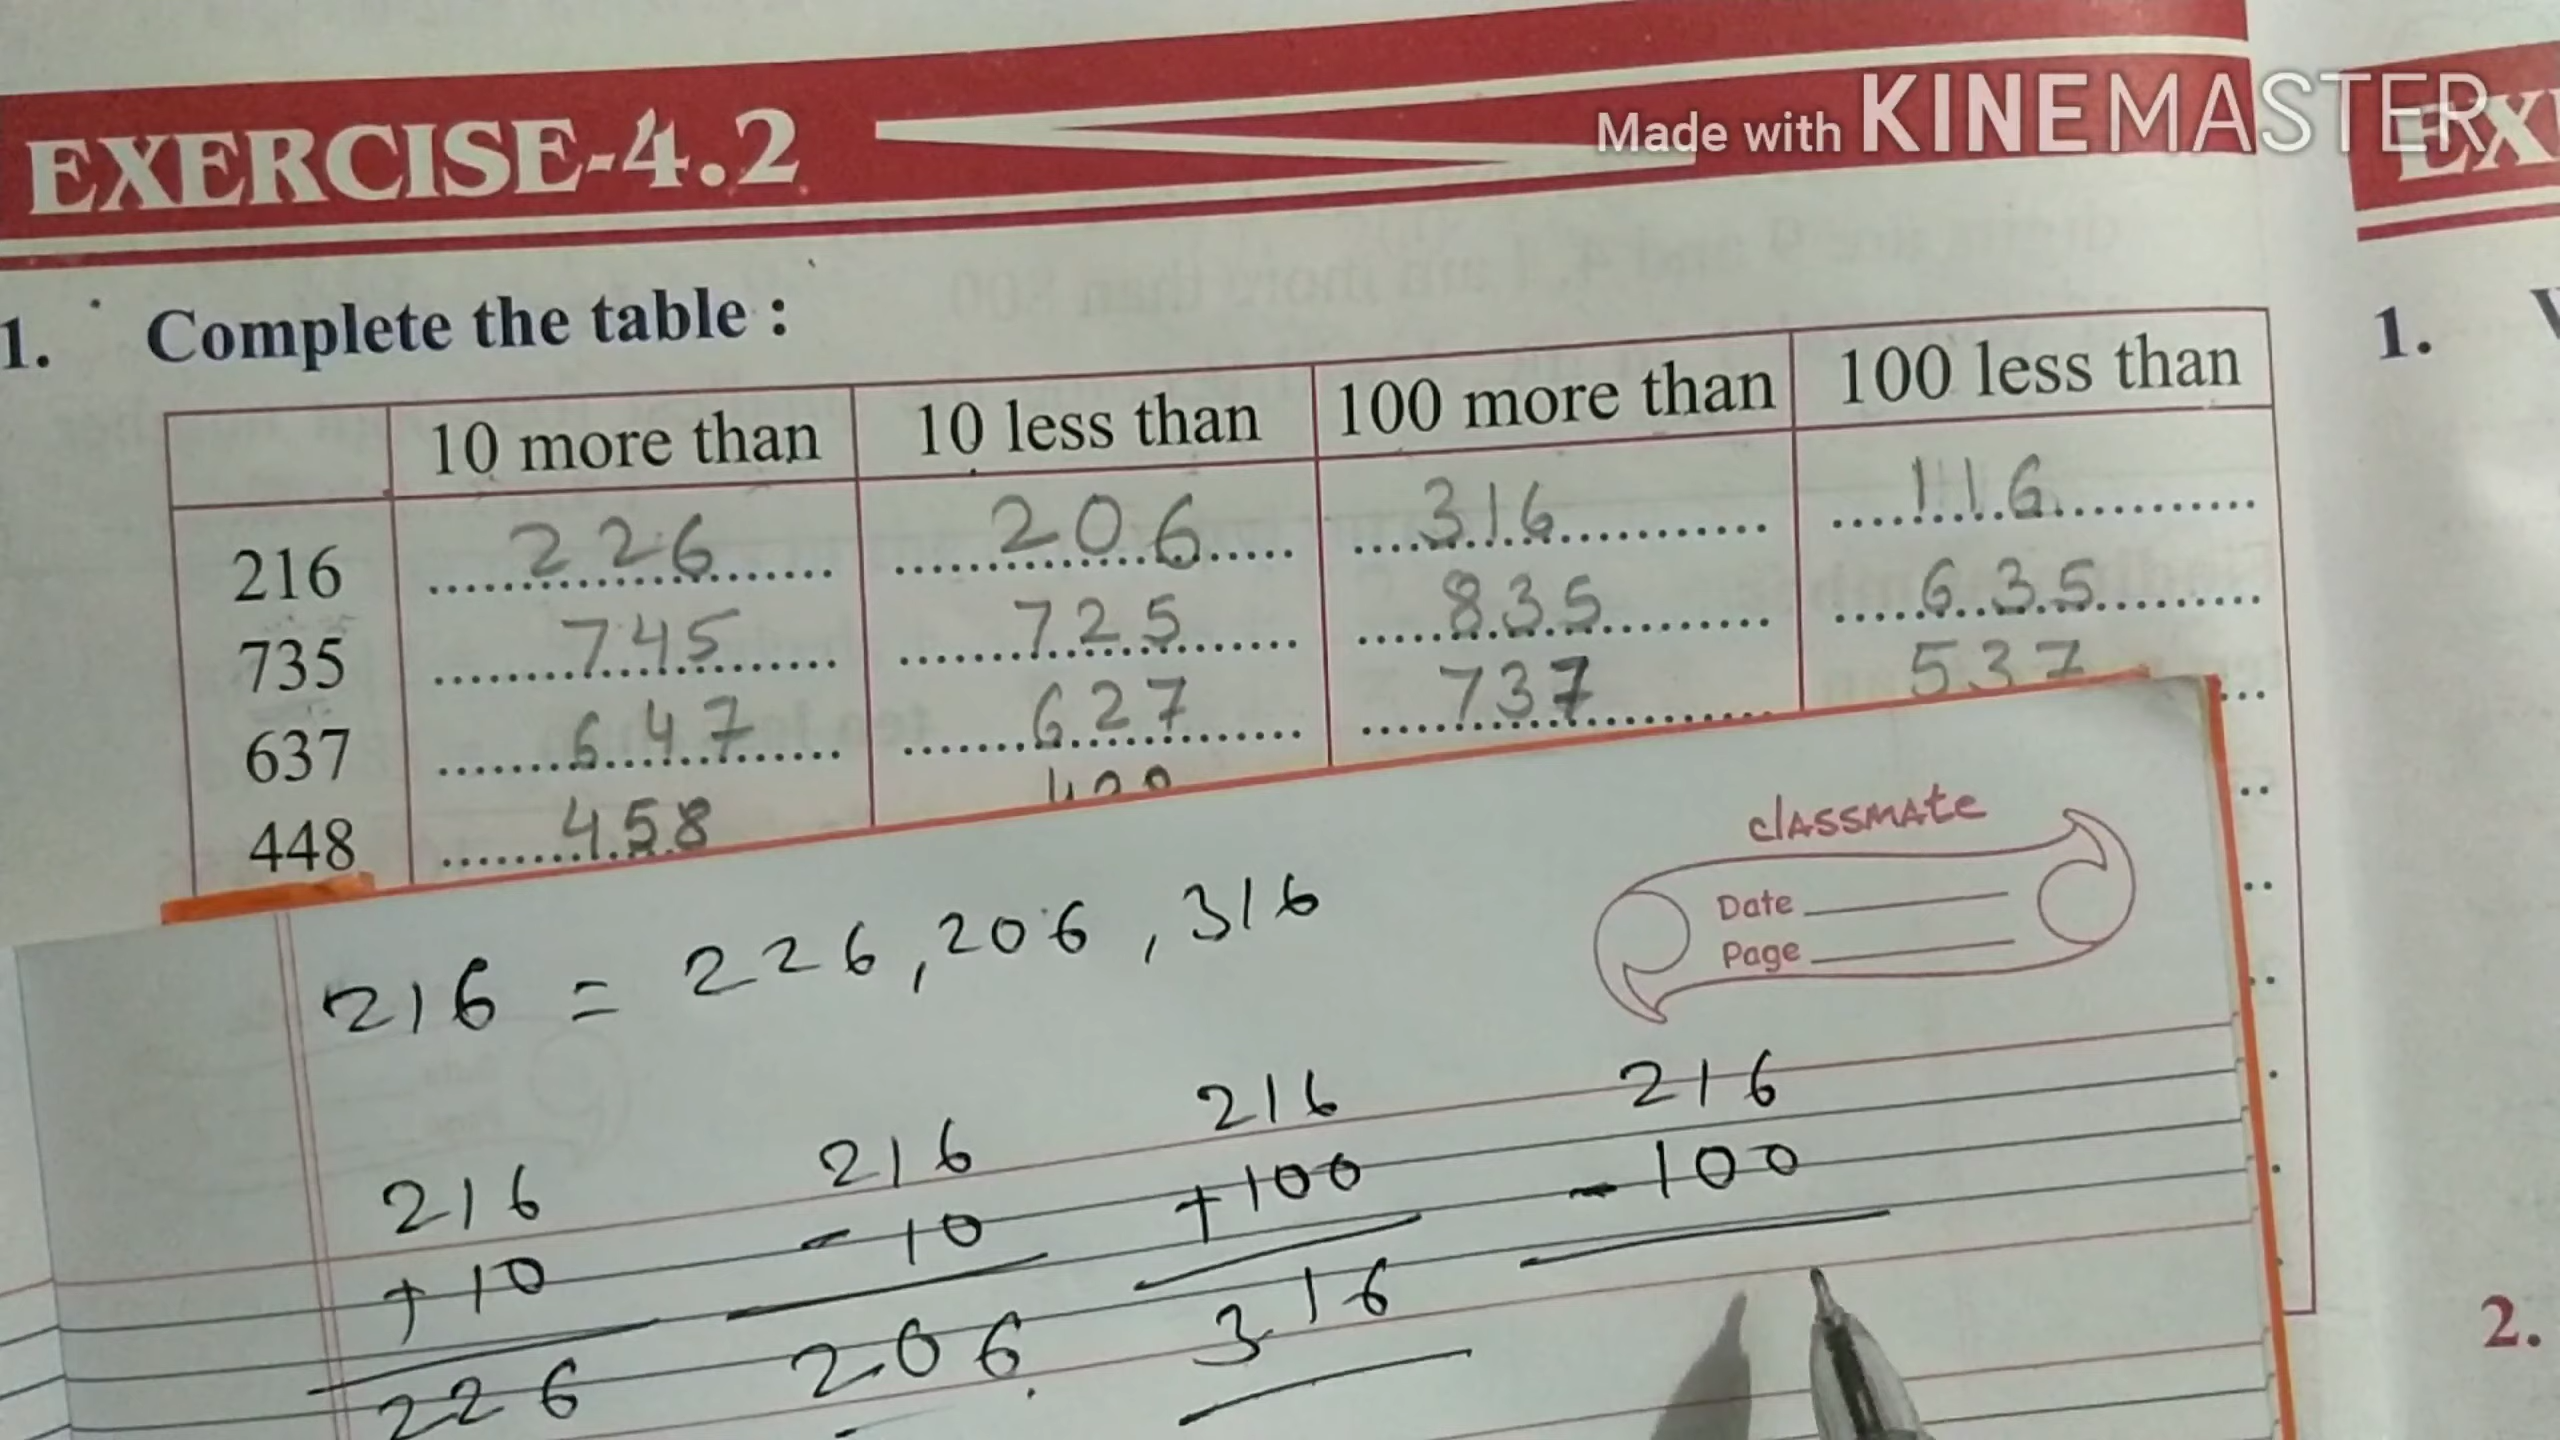 EXERCISE-4.2
Made with KINEMASTER
1. Complete the table :
10 more than 10 less than 100 more than 100 less than
216 226 206 316 116
735 745 725 835 635
637 647 627 737 537
448 458
classmate
Date
Page
216 = 226, 206, 316
216 216 216 216
+10 -10 +100 -100
226 206 316
1.
2.